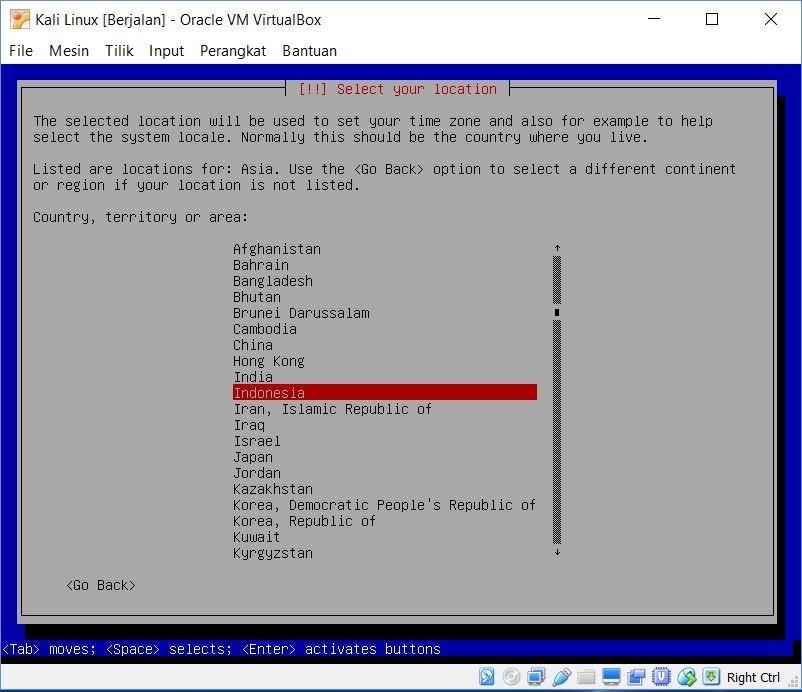 Kali Linux [Berjalan] - Oracle VM VirtualBox
File Mesin Tilik Input Perangkat Bantuan
[!!] Select your location
The selected location will be used to set your time zone and also for example to help
select the system locale. Normally this should be the country where you live.
Listed are locations for: Asia. Use the <Go Back> option to select a different continent
or region if your location is not listed.
Country, territory or area:
Afghanistan
Bahrain
Bangladesh
Bhutan
Brunei Darussalam
Cambodia
China
Hong Kong
India
Indonesia
Iran, Islamic Republic of
Iraq
Israel
Japan
Jordan
Kazakhstan
Korea, Democratic People's Republic of
Korea, Republic of
Kuwait
Kyrgyzstan
<Go Back>
<Tab> moves; <Space> selects; <Enter> activates buttons
Right Ctrl